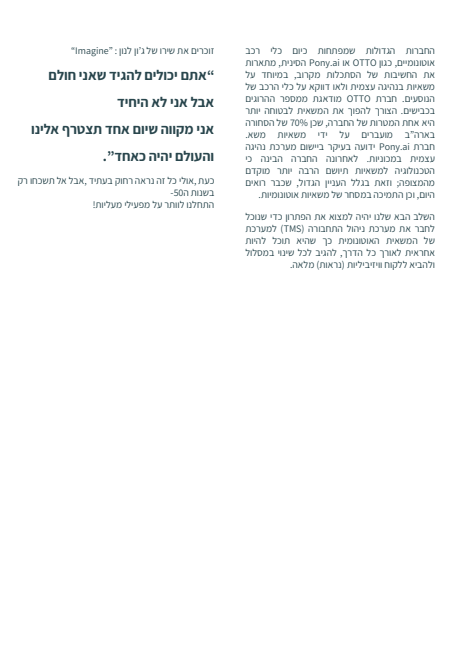 החברות הגדולות שמפתחות כיום כלי רכב
אוטונומיים, כגון OTTO או Pony.ai הסינית, מתארות
את החשיבות של הסתכלות מקרוב, במיוחד על
משאיות בנהיגה עצמית ולאו דווקא על כלי הרכב של
הנוסעים. חברת OTTO מודאגת ממספר ההרוגים
בכבישים. הצורך להפוך את המשאית לבטוחה יותר
היא אחת המטרות של החברה, שכן 70% של הסחורה
בארה"ב מועברים על ידי משאיות משא.
חברת Pony.ai ידועה בעיקר ביישום מערכת נהיגה
עצמית במכוניות. לאחרונה החברה הבינה כי
הטכנולוגיה למשאיות תיושם הרבה יותר מוקדם
מהמצופה; וזאת בגלל העניין הגדול, שכבר רואים
היום, וכן התמיכה במסחר של משאיות אוטונומיות.
השלב הבא שלנו יהיה למצוא את הפתרון כדי שנוכל
לחבר את מערכת ניהול התחבורה (TMS) למערכת
של המשאית האוטונומית כך שהיא תוכל להיות
אחראית לאורך כל הדרך, להגיב לכל שינוי במסלול
ולהביא ללקוח וויזיביליות (נראות) מלאה.
זוכרים את שירו של ג'ון לנון : "Imagine"
"אתם יכולים להגיד שאני חולם
אבל אני לא היחיד
אני מקווה שיום אחד תצטרף אלינו
והעולם יהיה כאחד".
כעת ,אולי כל זה נראה רחוק בעתיד ,אבל אל תשכחו רק
בשנות ה50-
התחלנו לוותר על מפעילי מעליות!